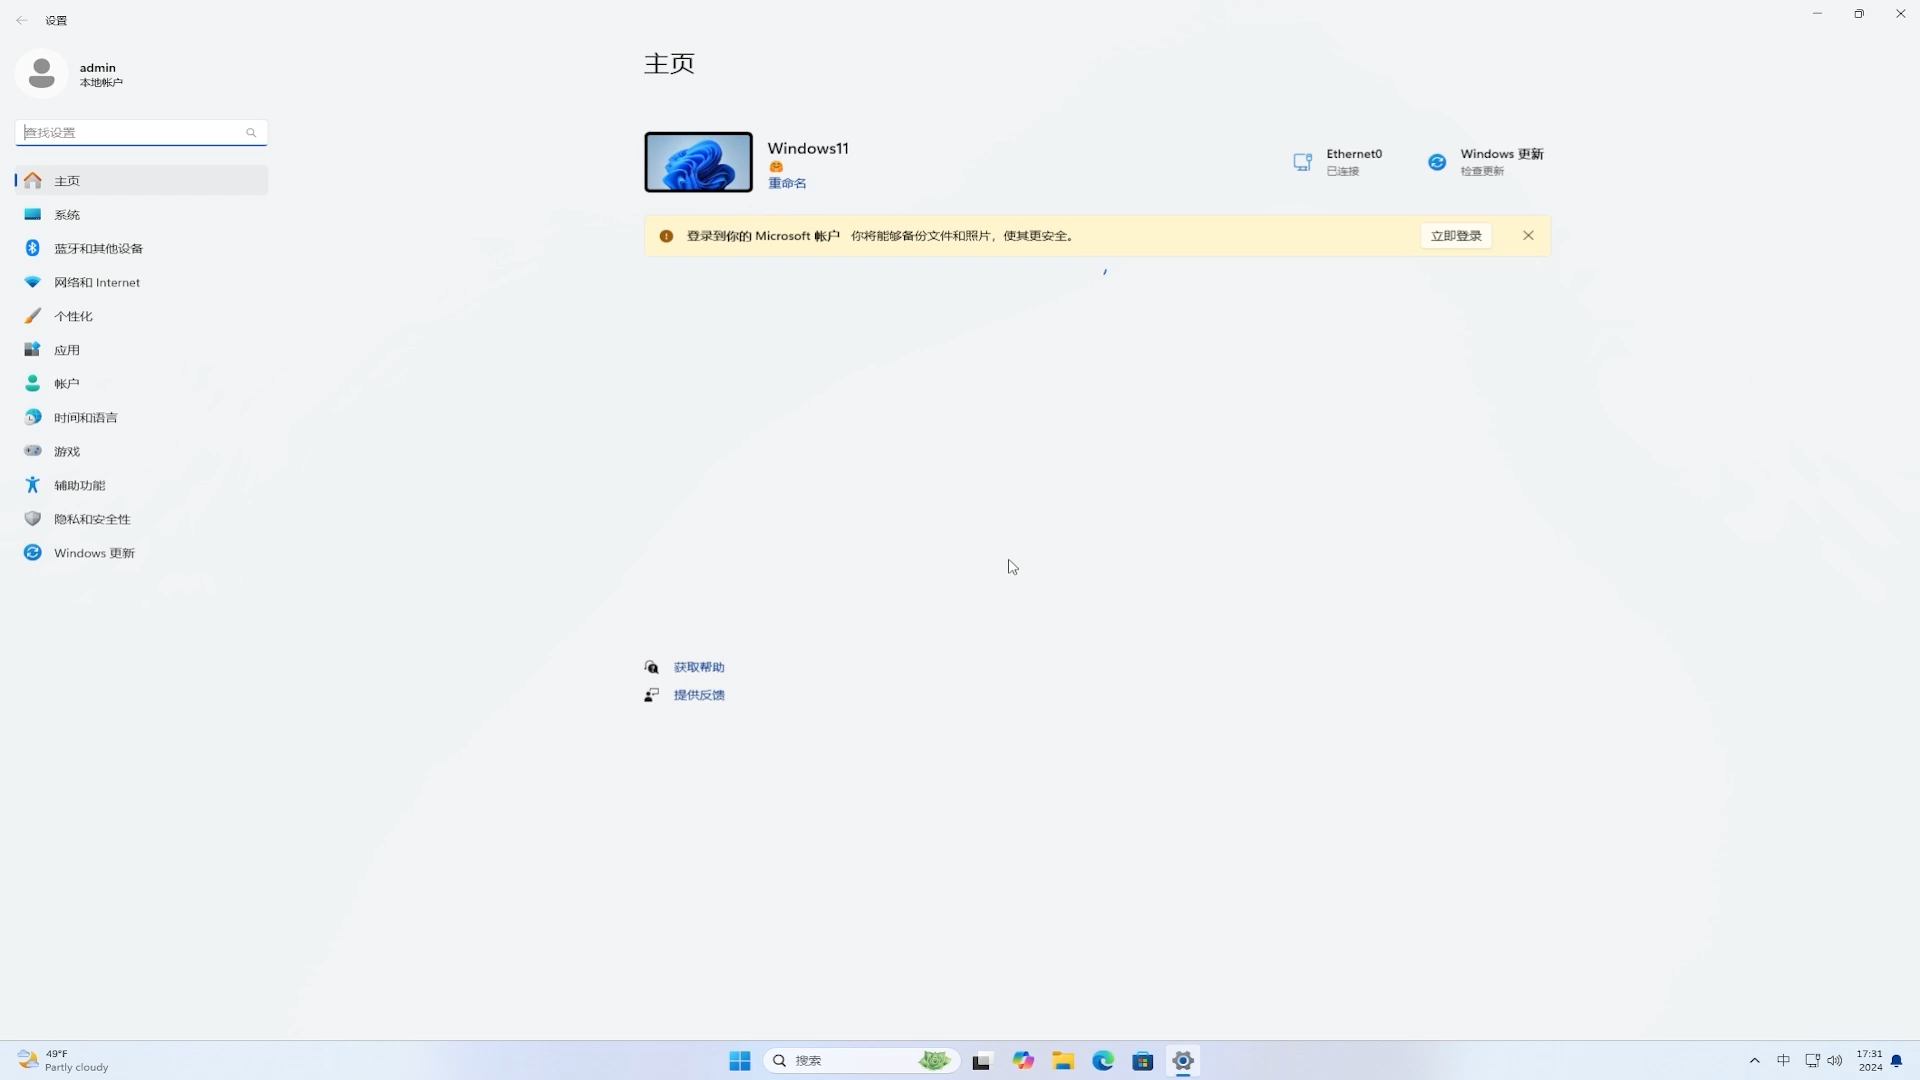 设置
admin
本地帐户
查找设置
主页
系统
蓝牙和其他设备
网络和 Internet
个性化
应用
帐户
时间和语言
游戏
辅助功能
隐私和安全性
Windows 更新
主页
Windows11
重命名
Ethernet0
已连接
Windows 更新
检查更新
登录到你的 Microsoft 帐户 你将能够备份文件和照片，使其更安全。
立即登录
获取帮助
提供反馈
49°F
Partly cloudy
搜索
中
17:31
2024